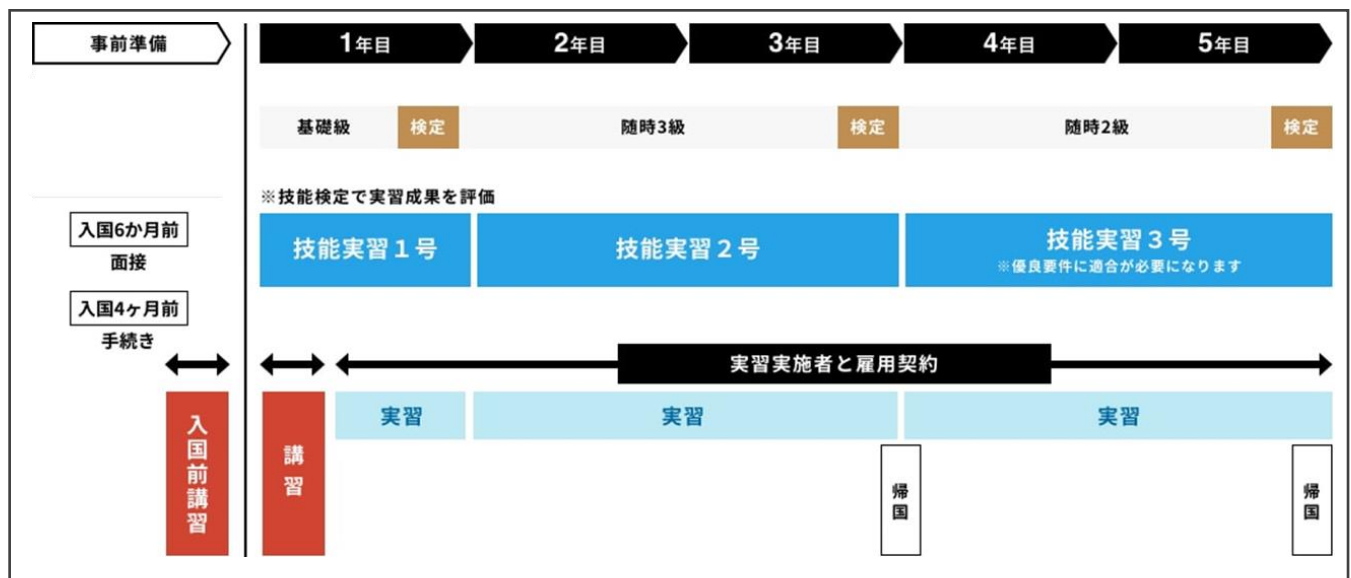 事前準備
1年目
2年目
3年目
4年目
5年目
基礎級
検定
随時3級
検定
随時2級
検定
※技能検定で実習成果を評価
入国6か月前
面接
入国4ヶ月前
手続き
技能実習１号
技能実習２号
技能実習３号
※優良要件に適合が必要になります
実習実施者と雇用契約
入国前講習
講習
実習
実習
実習
帰国
帰国